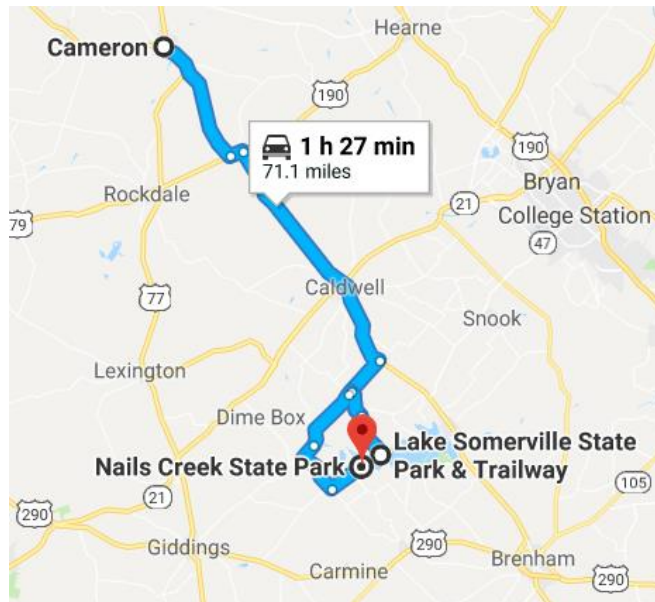 Hearne
Cameron
190
1 h 27 min
71.1 miles
190
Bryan
Rockdale
21
College Station
79
47
77
Caldwell
Snook
Lexington
Dime Box
Lake Somerville State
Park & Trailway
Nails Creek State Park
105
21
290
Giddings
290
Brenham
Carmine
290